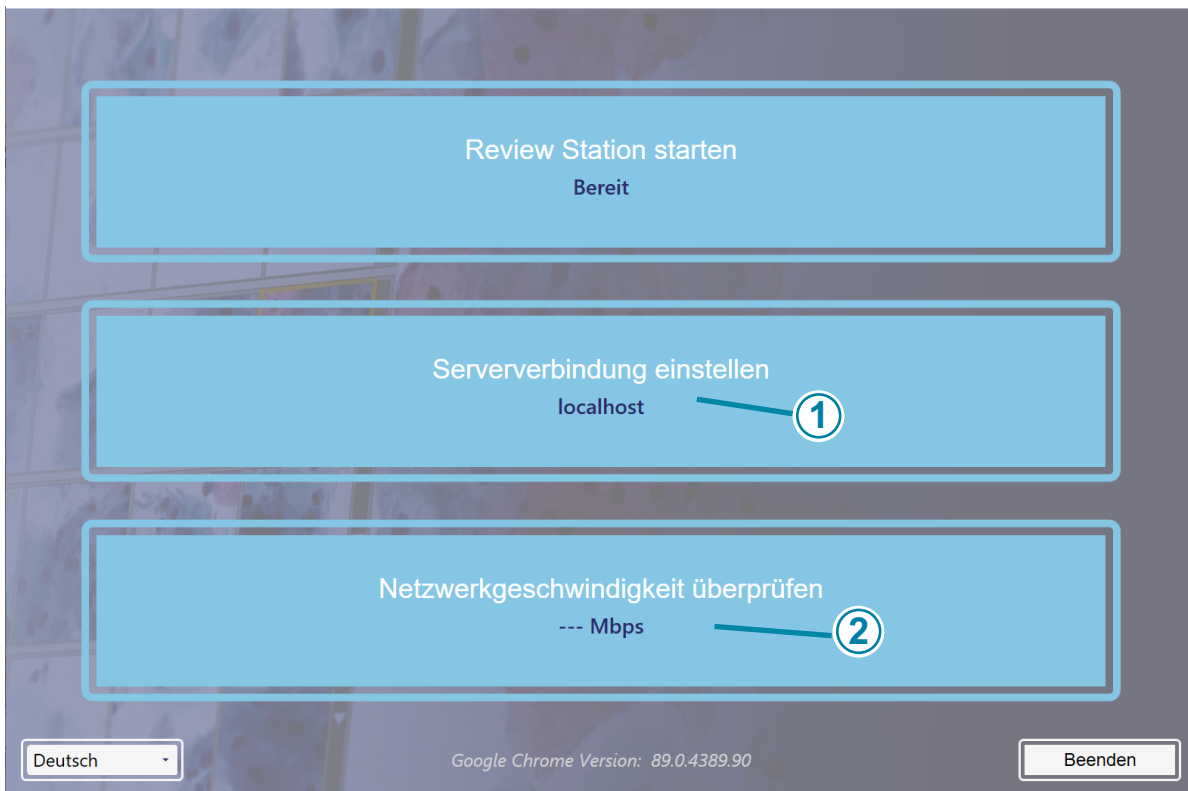 Review Station starten
Bereit
Serververbindung einstellen
localhost
1
Netzwerkgeschwindigkeit überprüfen
--- Mbps
2
Deutsch
Google Chrome Version: 89.0.4389.90
Beenden